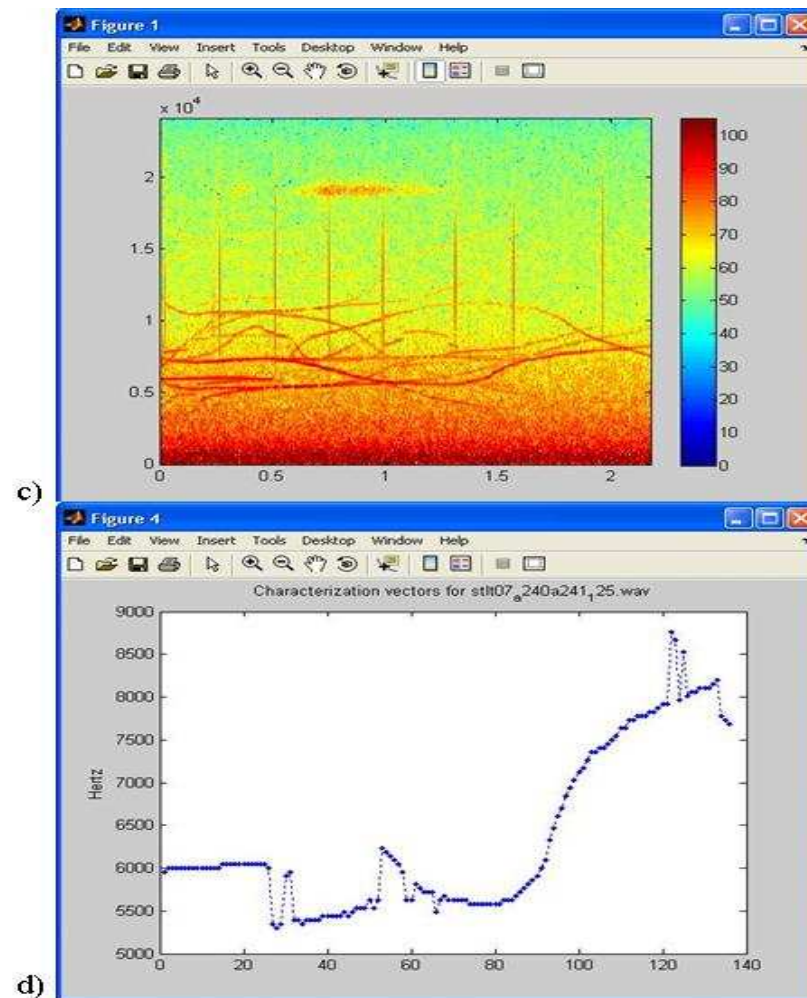 Figure 1
File Edit View Insert Tools Desktop Window Help
× 10⁴
2
1.5
1
0.5
0
0 0.5 1 1.5 2
100
90
80
70
60
50
40
30
20
10
0
c)
Figure 4
File Edit View Insert Tools Desktop Window Help
Characterization vectors for stlt07ₐ240a241₁25.wav
9000
8500
8000
7500
7000
6500
6000
5500
5000
Hertz
0 20 40 60 80 100 120 140
d)